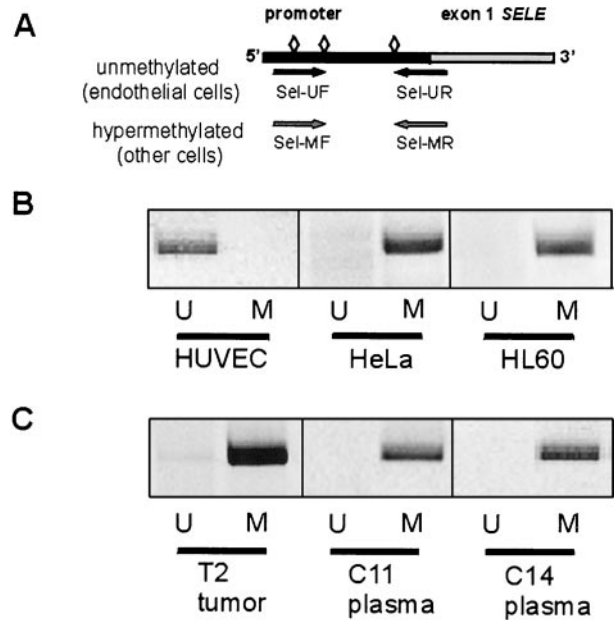 A
promoter exon 1 SELE
5' 3'
unmethylated
(endothelial cells)
Sel-UF Sel-UR
hypermethylated
(other cells)
Sel-MF Sel-MR
B
U M U M U M
HUVEC HeLa HL60
C
U M U M U M
T2 C11 C14
tumor plasma plasma